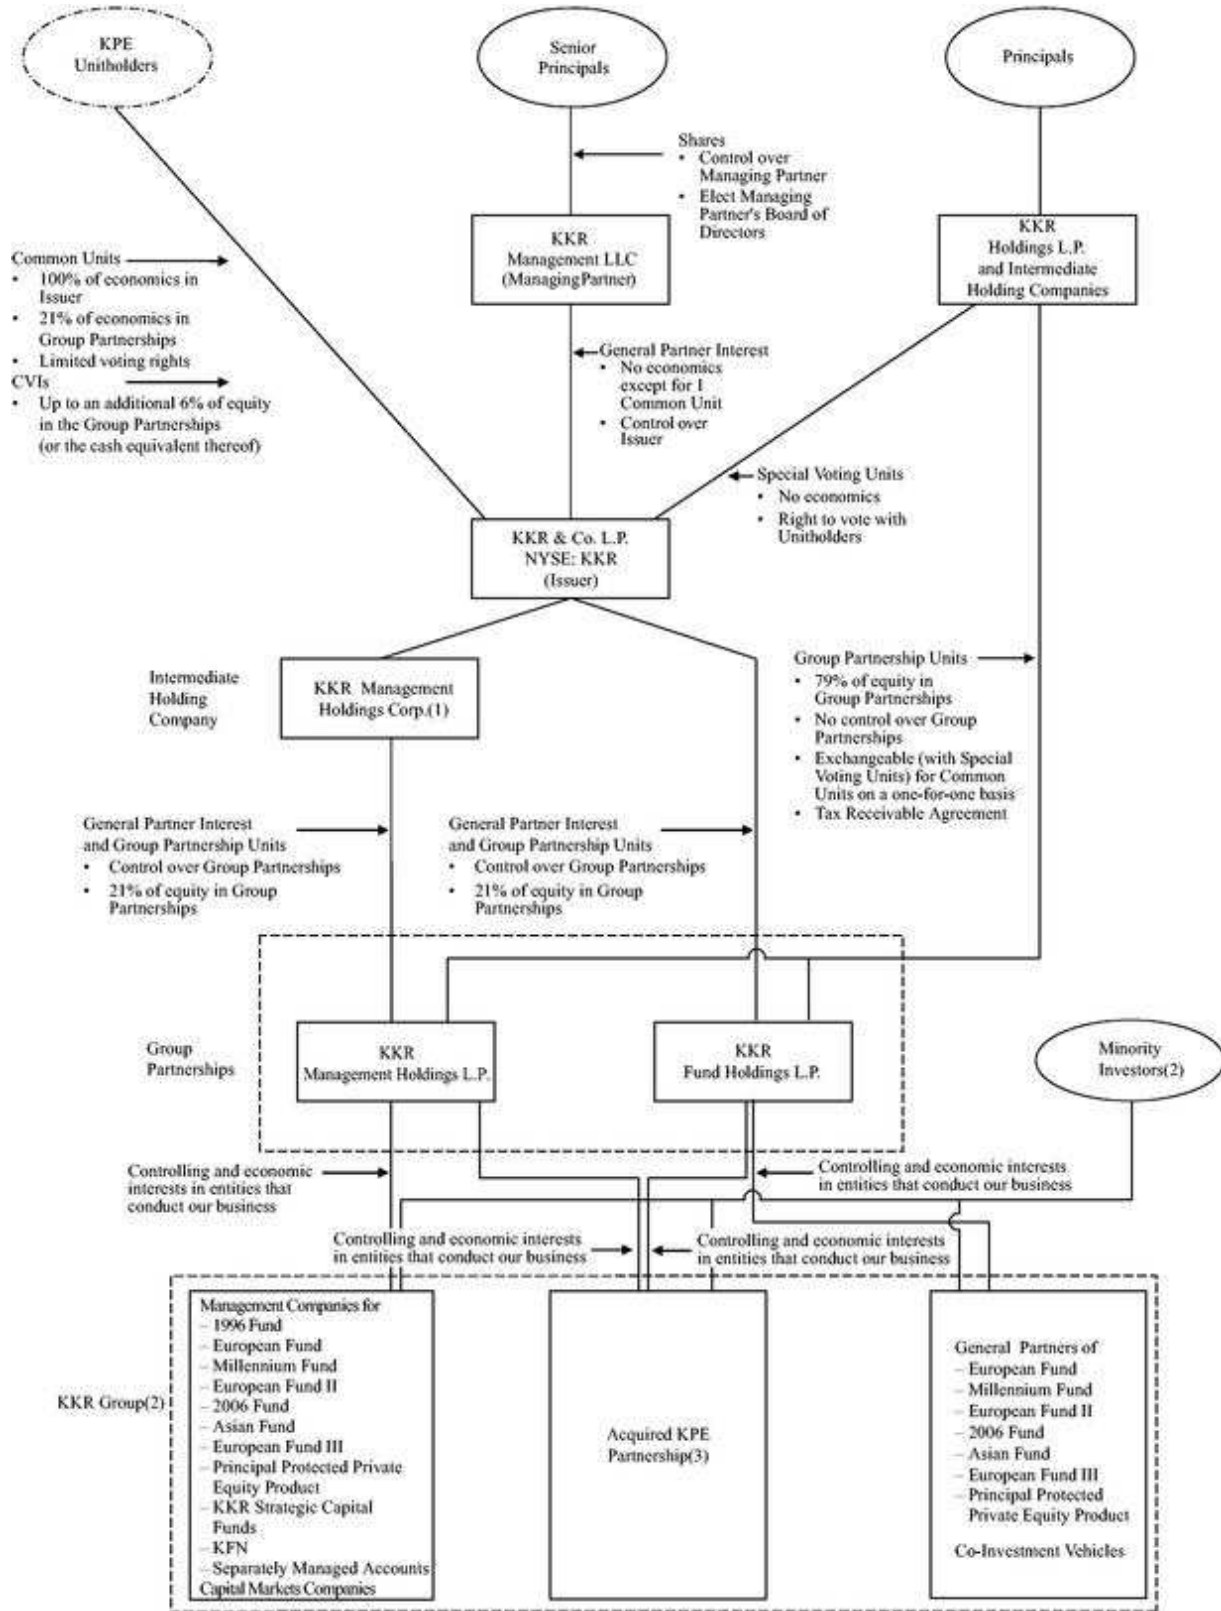 KPE
Unitholders
Senior
Principals
Principals
Shares
• Control over
Managing Partner
• Elect Managing
Partner's Board of
Directors
KKR
Management LLC
(ManagingPartner)
KKR
Holdings L.P.
and Intermediate
Holding Companies
Common Units
• 100% of economics in
Issuer
• 21% of economics in
Group Partnerships
• Limited voting rights
CVIs
• Up to an additional 6% of equity
in the Group Partnerships
(or the cash equivalent thereof)
General Partner Interest
• No economics
except for 1
Common Unit
• Control over
Issuer
Special Voting Units
• No economics
• Right to vote with
Unitholders
KKR & Co. L.P.
NYSE: KKR
(Issuer)
Intermediate
Holding
Company
KKR Management
Holdings Corp.(1)
Group Partnership Units
• 79% of equity in
Group Partnerships
• No control over Group
Partnerships
• Exchangeable (with Special
Voting Units) for Common
Units on a one-for-one basis
• Tax Receivable Agreement
General Partner Interest
and Group Partnership Units
• Control over Group Partnerships
• 21% of equity in Group
Partnerships
General Partner Interest
and Group Partnership Units
• Control over Group Partnerships
• 21% of equity in Group
Partnerships
Group
Partnerships
KKR
Management Holdings L.P.
KKR
Fund Holdings L.P.
Minority
Investors(2)
Controlling and economic
interests in entities that
conduct our business
Controlling and economic interests
in entities that conduct our business
Controlling and economic interests
in entities that conduct our business
Controlling and economic interests
in entities that conduct our business
KKR Group(2)
Management Companies for
– 1996 Fund
– European Fund
– Millennium Fund
– European Fund II
– 2006 Fund
– Asian Fund
– European Fund III
– Principal Protected Private
Equity Product
– KKR Strategic Capital
Funds
– KFN
– Separately Managed Accounts
Capital Markets Companies
Acquired KPE
Partnership(3)
General Partners of
– European Fund
– Millennium Fund
– European Fund II
– 2006 Fund
– Asian Fund
– European Fund III
– Principal Protected
Private Equity Product
Co-Investment Vehicles